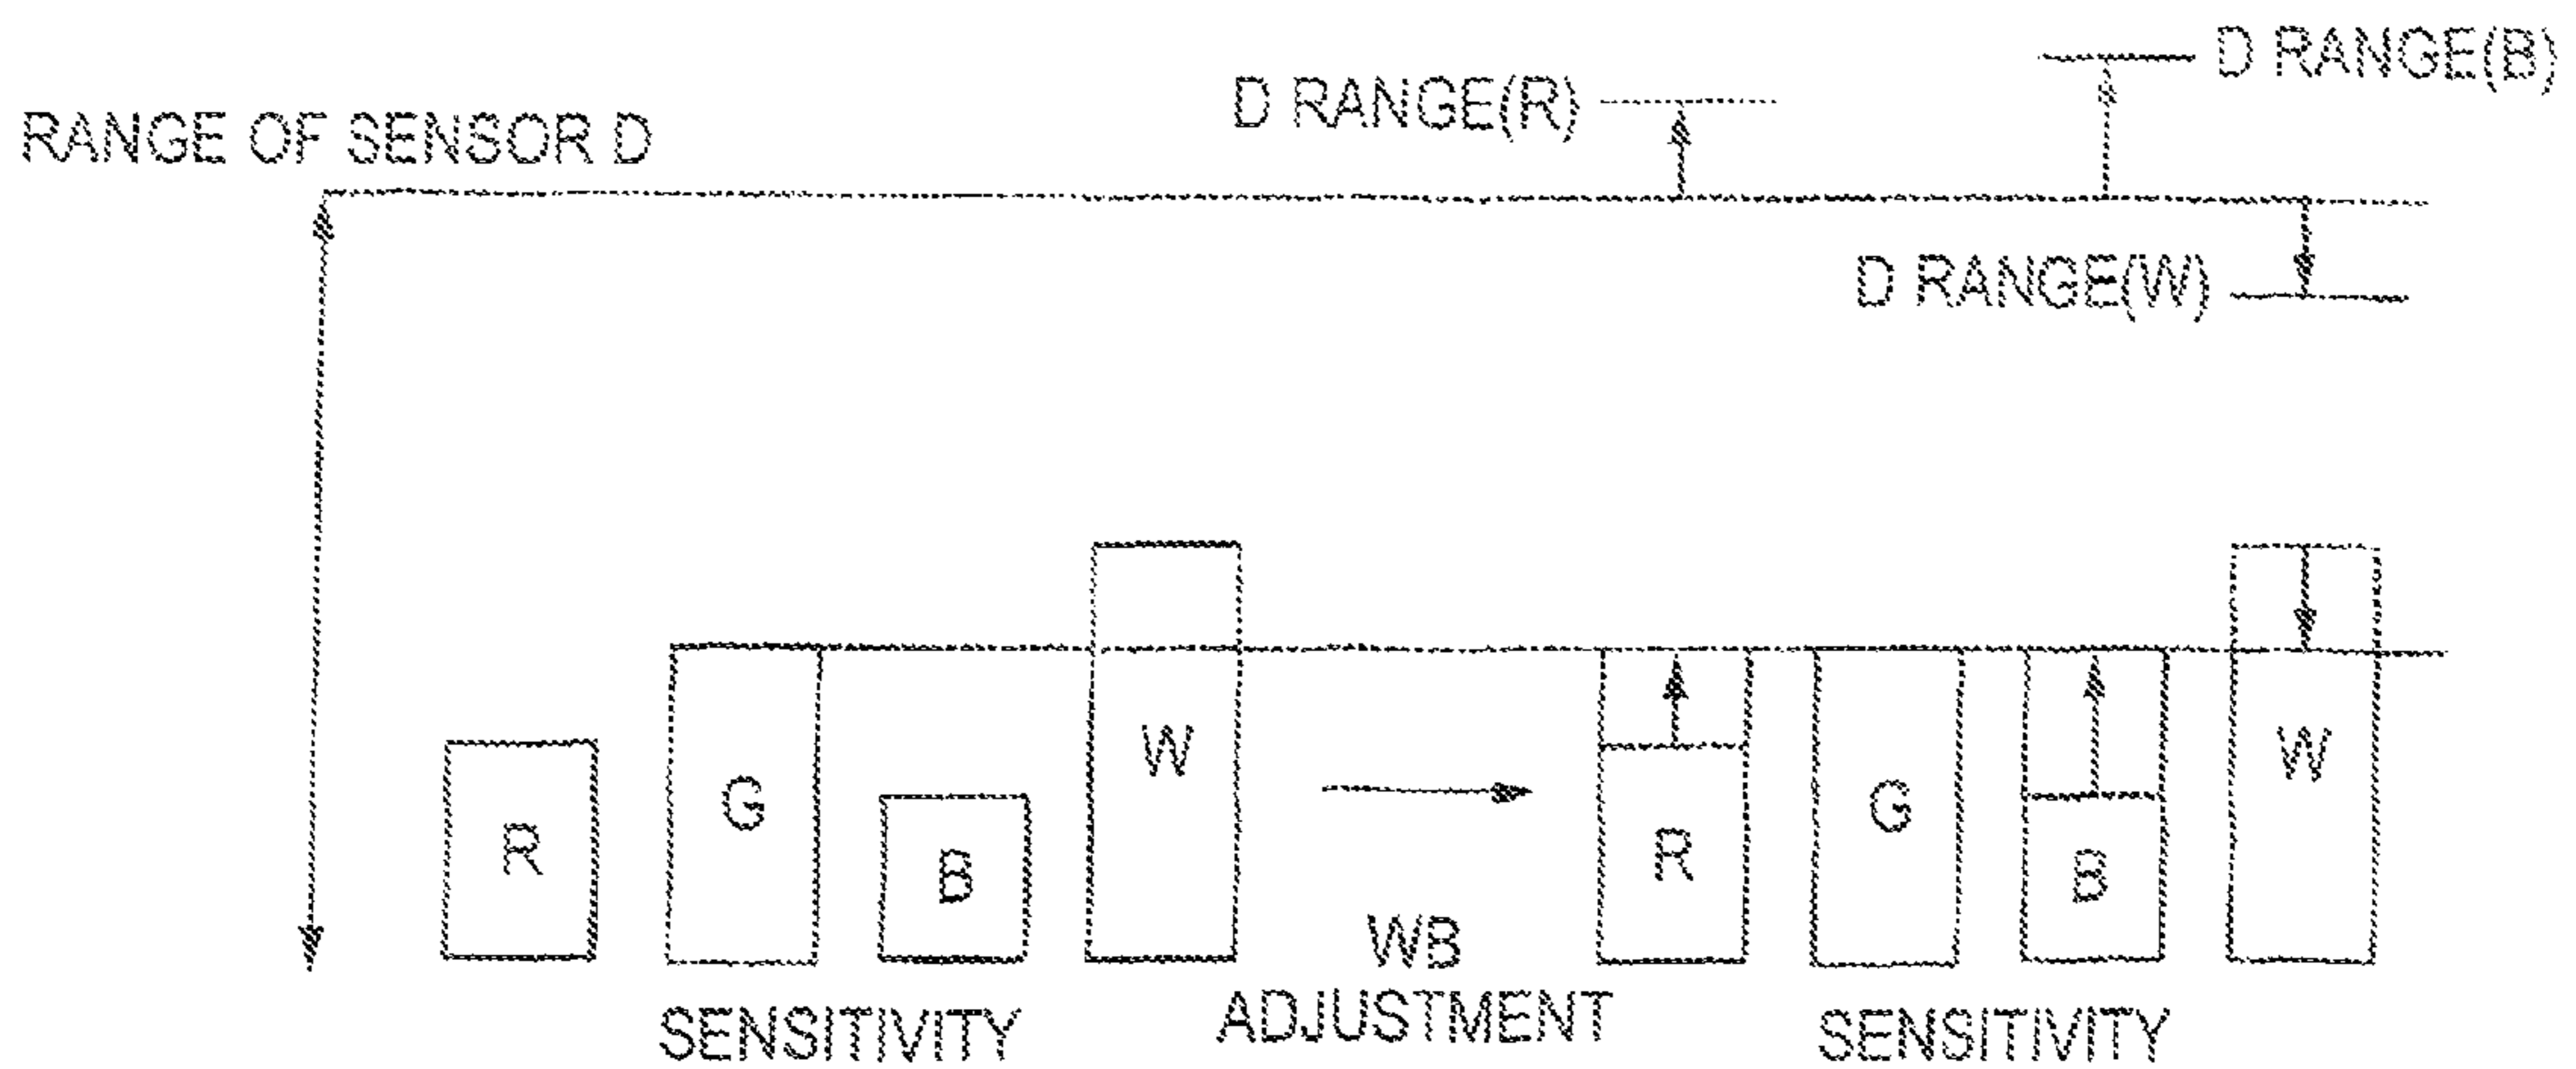 D RANGE(B)
D RANGE(R)
RANGE OF SENSOR D
D RANGE(W)
R G B W R G B W
WB
ADJUSTMENT
SENSITIVITY SENSITIVITY